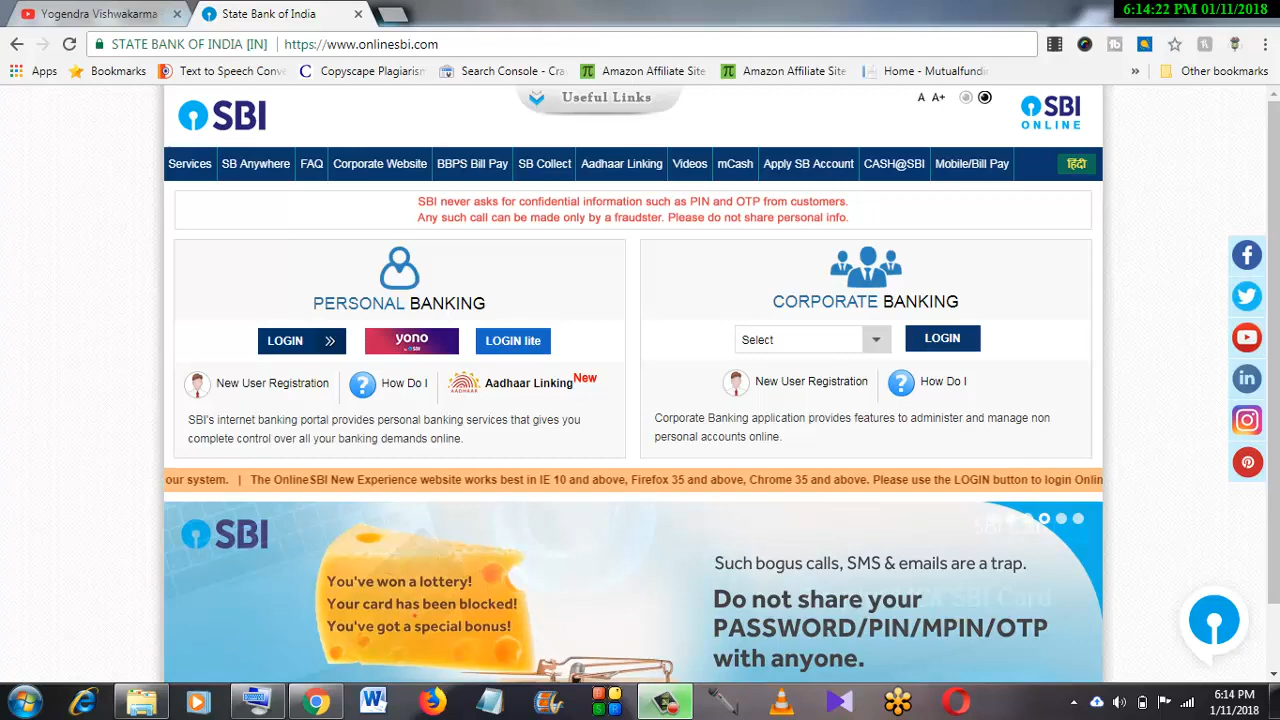 6:14:22 PM 01/11/2018
Yogendra Vishwakarma
State Bank of India
STATE BANK OF INDIA [IN]
https://www.onlinesbi.com
Apps
Bookmarks
Text to Speech Conv
Copyscape Plagiarism
Search Console - Cra
Amazon Affiliate Site
Amazon Affiliate Site
Home - Mutualfundi
Other bookmarks
SBI
Useful Links
A A+
SBI
ONLINE
Services
SB Anywhere
FAQ
Corporate Website
BBPS Bill Pay
SB Collect
Aadhaar Linking
Videos
mCash
Apply SB Account
CASH@SBI
Mobile/Bill Pay
हिंदी
SBI never asks for confidential information such as PIN and OTP from customers.
Any such call can be made only by a fraudster. Please do not share personal info.
PERSONAL BANKING
LOGIN
yono
by SBI
LOGIN lite
New User Registration
How Do I
AADHAAR
Aadhaar Linking New
SBI's internet banking portal provides personal banking services that gives you
complete control over all your banking demands online.
CORPORATE BANKING
Select
LOGIN
New User Registration
How Do I
Corporate Banking application provides features to administer and manage non
personal accounts online.
our system. | The OnlineSBI New Experience website works best in IE 10 and above, Firefox 35 and above, Chrome 35 and above. Please use the LOGIN button to login Onlin
SBI
You've won a lottery!
Your card has been blocked!
You've got a special bonus!
Such bogus calls, SMS & emails are a trap.
Do not share your
PASSWORD/PIN/MPIN/OTP
with anyone.
6:14 PM
1/11/2018